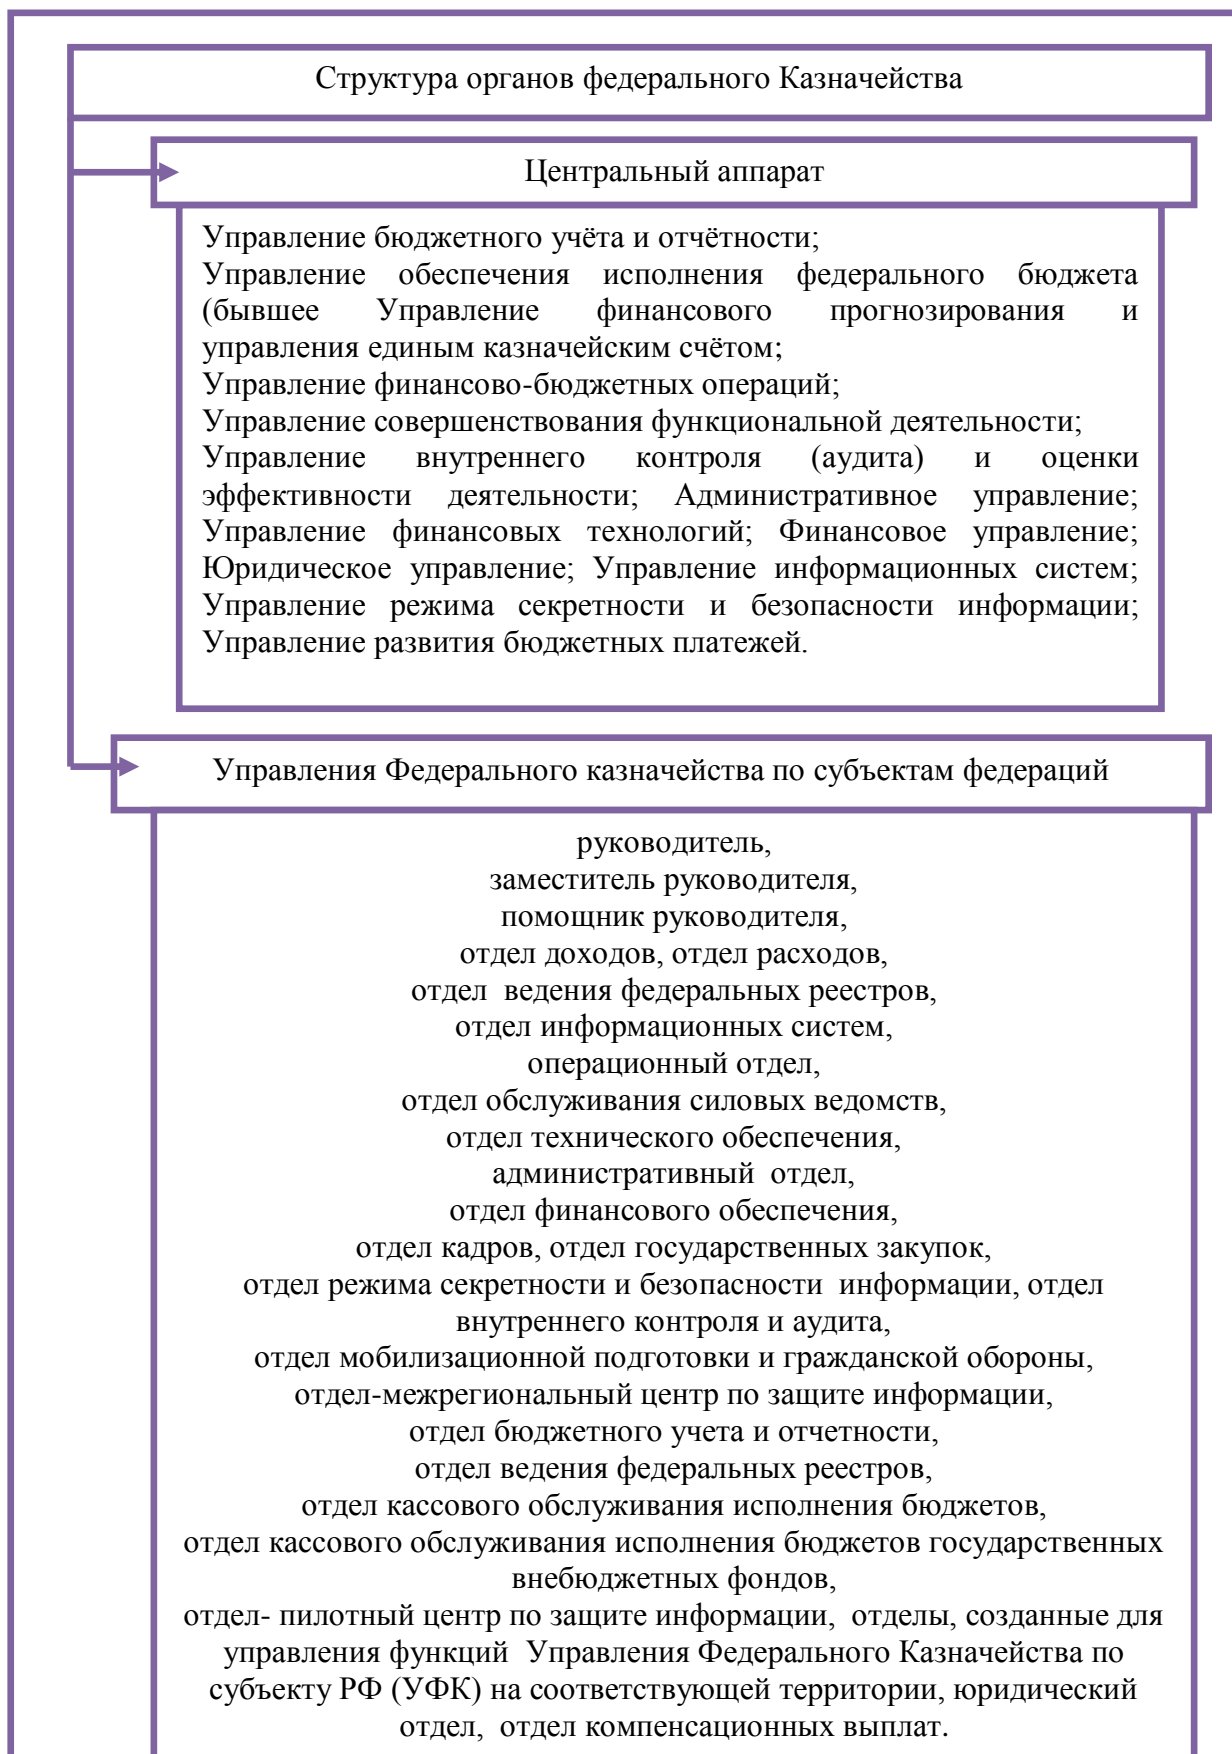 Структура органов федерального Казначейства
Центральный аппарат
Управление бюджетного учёта и отчётности;
Управление обеспечения исполнения федерального бюджета
(бывшее Управление финансового прогнозирования и
управления единым казначейским счётом;
Управление финансово-бюджетных операций;
Управление совершенствования функциональной деятельности;
Управление внутреннего контроля (аудита) и оценки
эффективности деятельности; Административное управление;
Управление финансовых технологий; Финансовое управление;
Юридическое управление; Управление информационных систем;
Управление режима секретности и безопасности информации;
Управление развития бюджетных платежей.
Управления Федерального казначейства по субъектам федераций
руководитель,
заместитель руководителя,
помощник руководителя,
отдел доходов, отдел расходов,
отдел ведения федеральных реестров,
отдел информационных систем,
операционный отдел,
отдел обслуживания силовых ведомств,
отдел технического обеспечения,
административный отдел,
отдел финансового обеспечения,
отдел кадров, отдел государственных закупок,
отдел режима секретности и безопасности информации, отдел
внутреннего контроля и аудита,
отдел мобилизационной подготовки и гражданской обороны,
отдел-межрегиональный центр по защите информации,
отдел бюджетного учета и отчетности,
отдел ведения федеральных реестров,
отдел кассового обслуживания исполнения бюджетов,
отдел кассового обслуживания исполнения бюджетов государственных
внебюджетных фондов,
отдел- пилотный центр по защите информации, отделы, созданные для
управления функций Управления Федерального Казначейства по
субъекту РФ (УФК) на соответствующей территории, юридический
отдел, отдел компенсационных выплат.